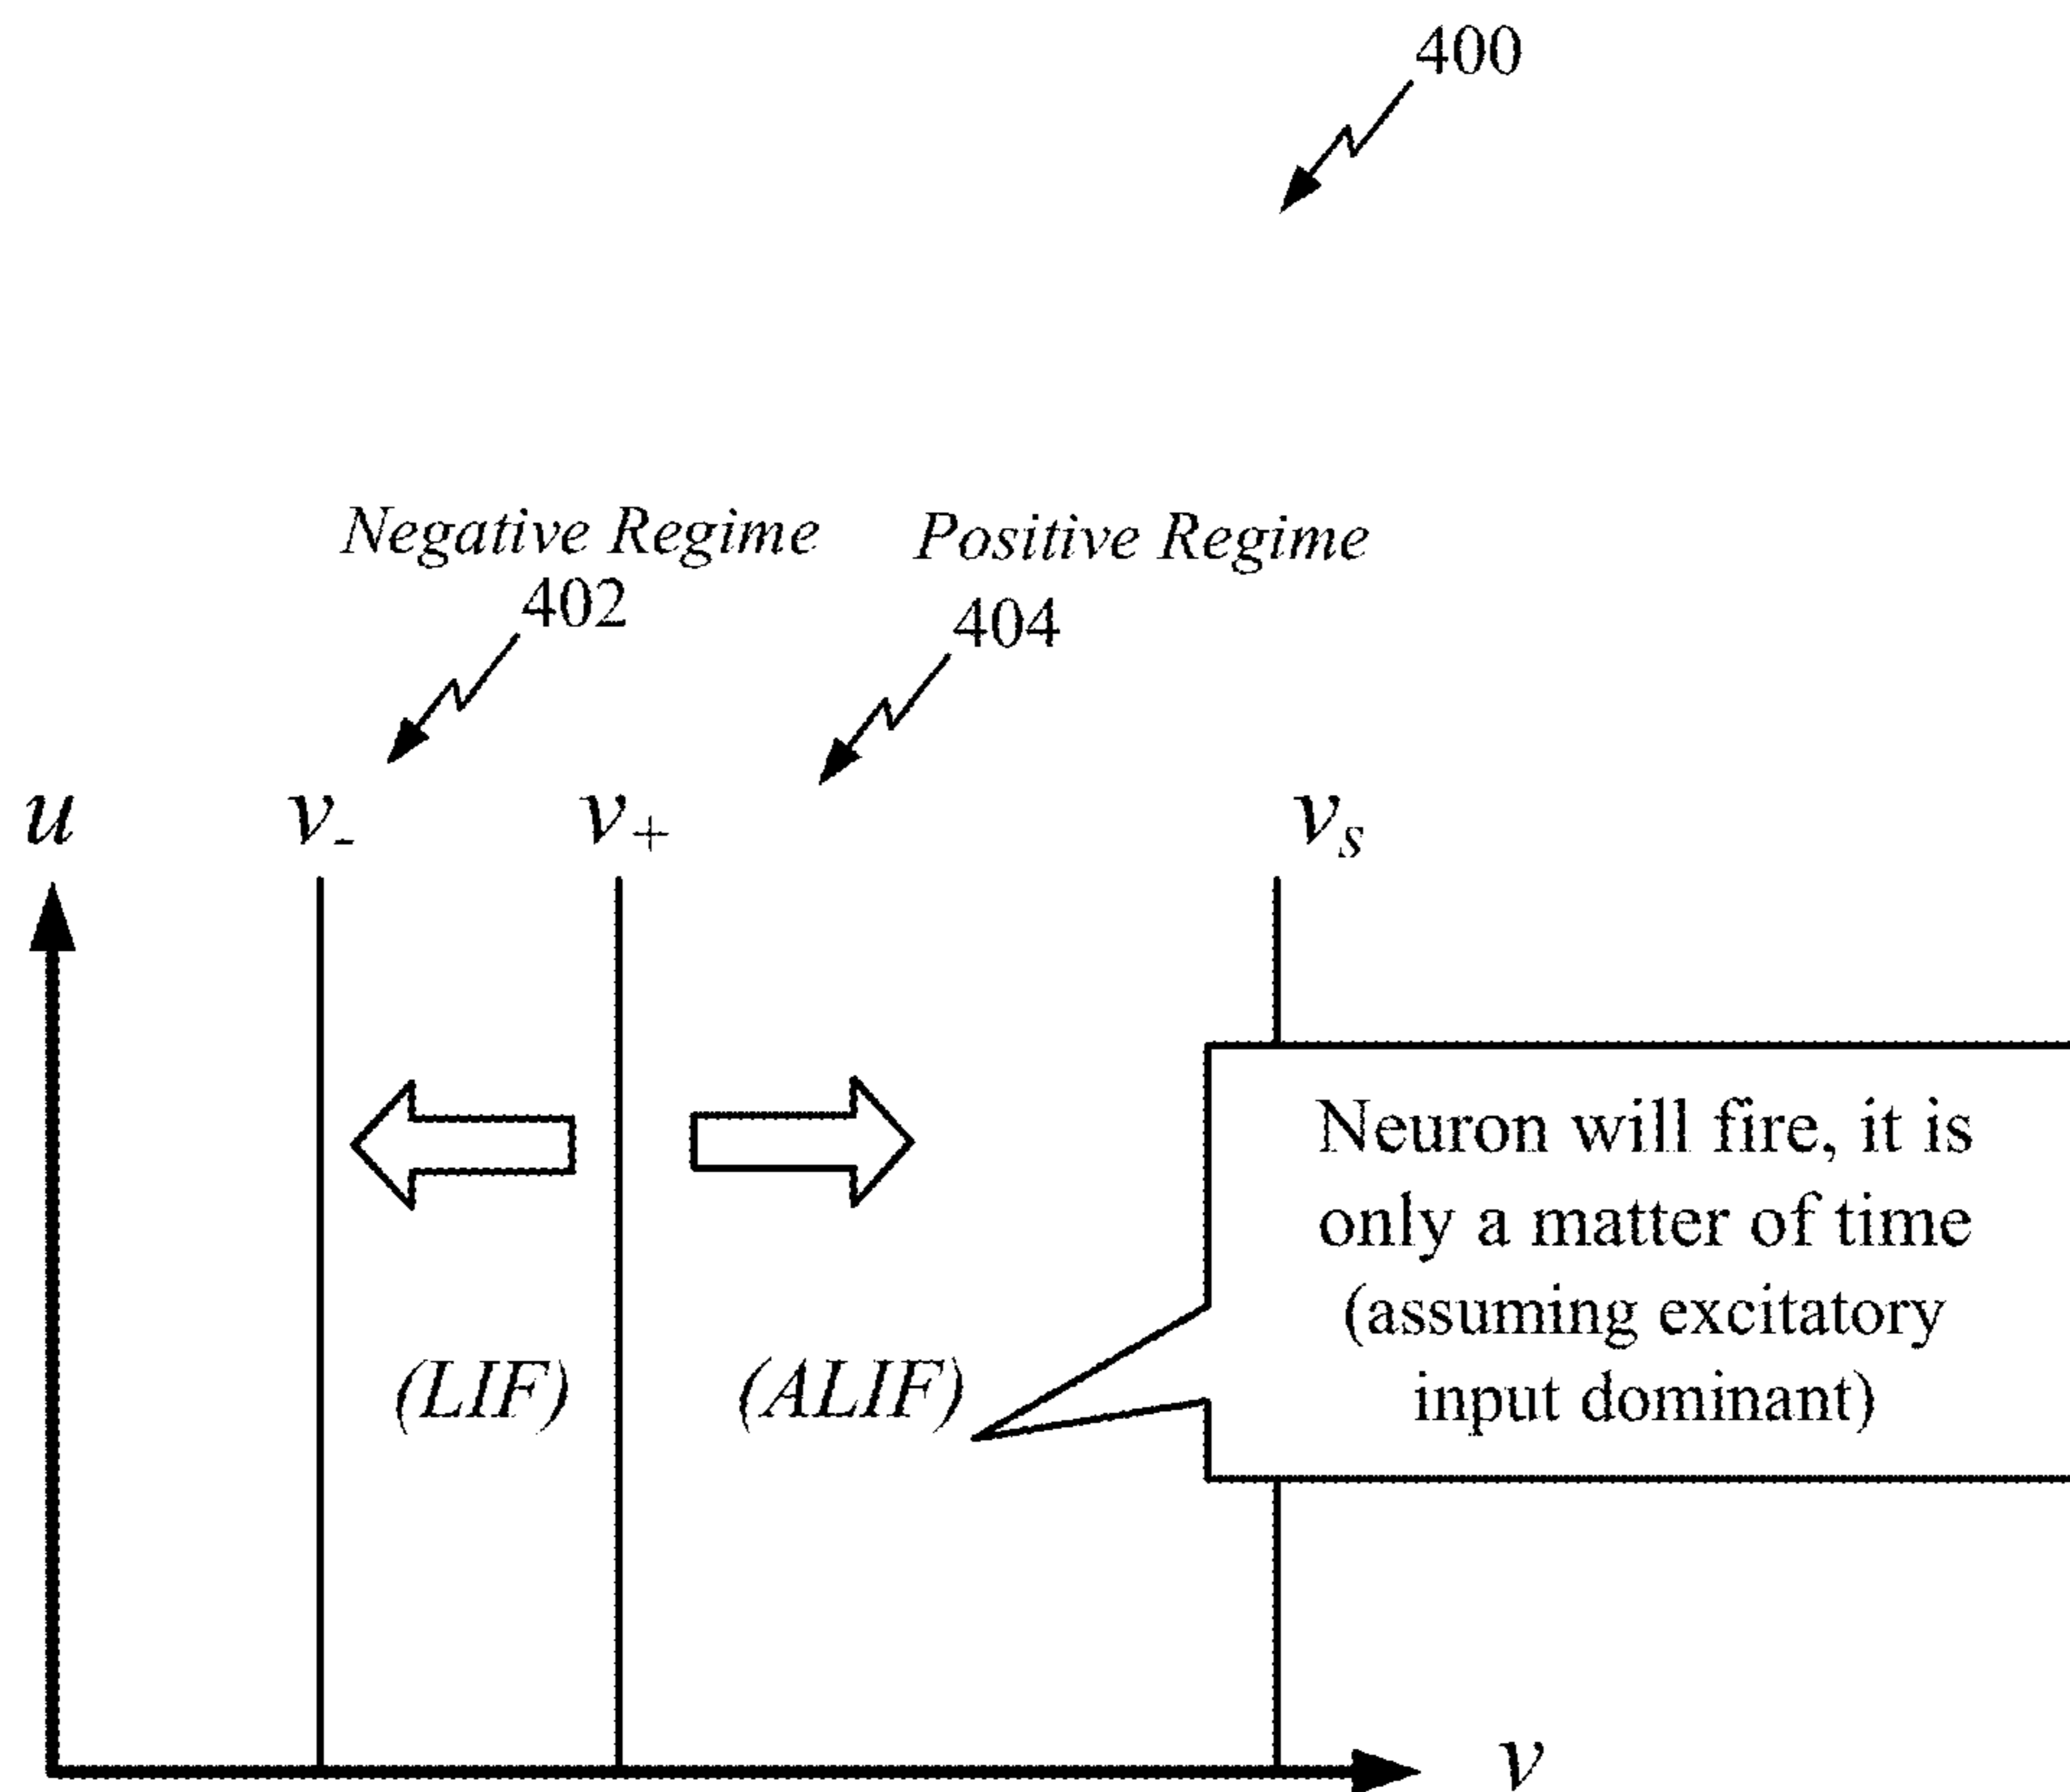 400
Negative Regime
Positive Regime
402
404
u
v-
v+
vs
Neuron will fire, it is
only a matter of time
(assuming excitatory
input dominant)
(LIF)
(ALIF)
v